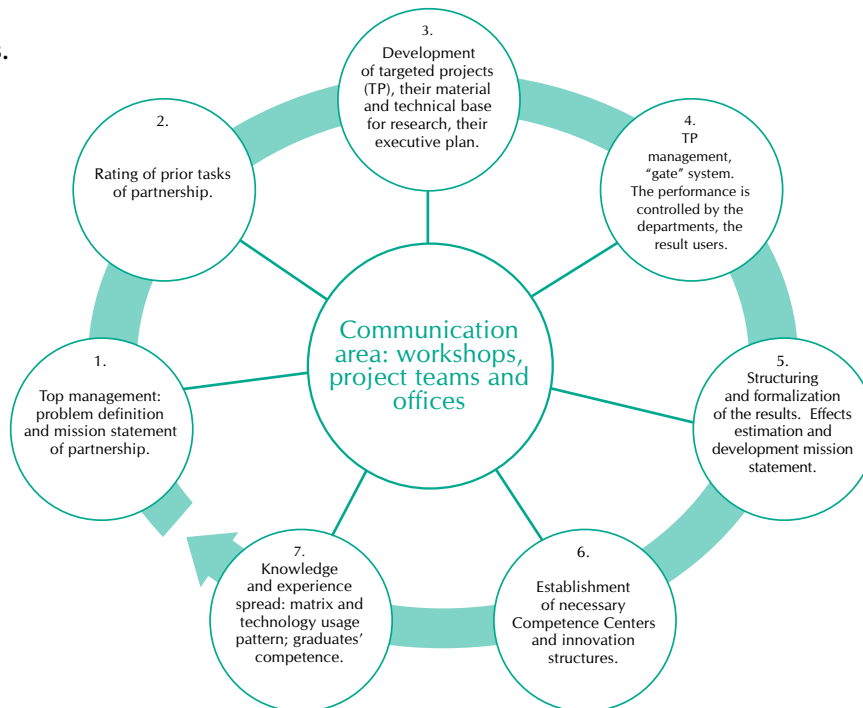 3.
Development
of targeted projects
(TP), their material
and technical base
for research, their
executive plan.
2.
Rating of prior tasks
of partnership.
4.
TP
management,
“gate” system.
The performance is
controlled by the
departments, the
result users.
Communication
area: workshops,
project teams and
offices
1.
Top management:
problem definition
and mission statement
of partnership.
5.
Structuring
and formalization
of the results.  Effects
estimation and
development mission
statement.
7.
Knowledge
and experience
spread: matrix and
technology usage
pattern; graduates’
competence.
6.
Establishment
of necessary
Competence Centers
and innovation
structures.